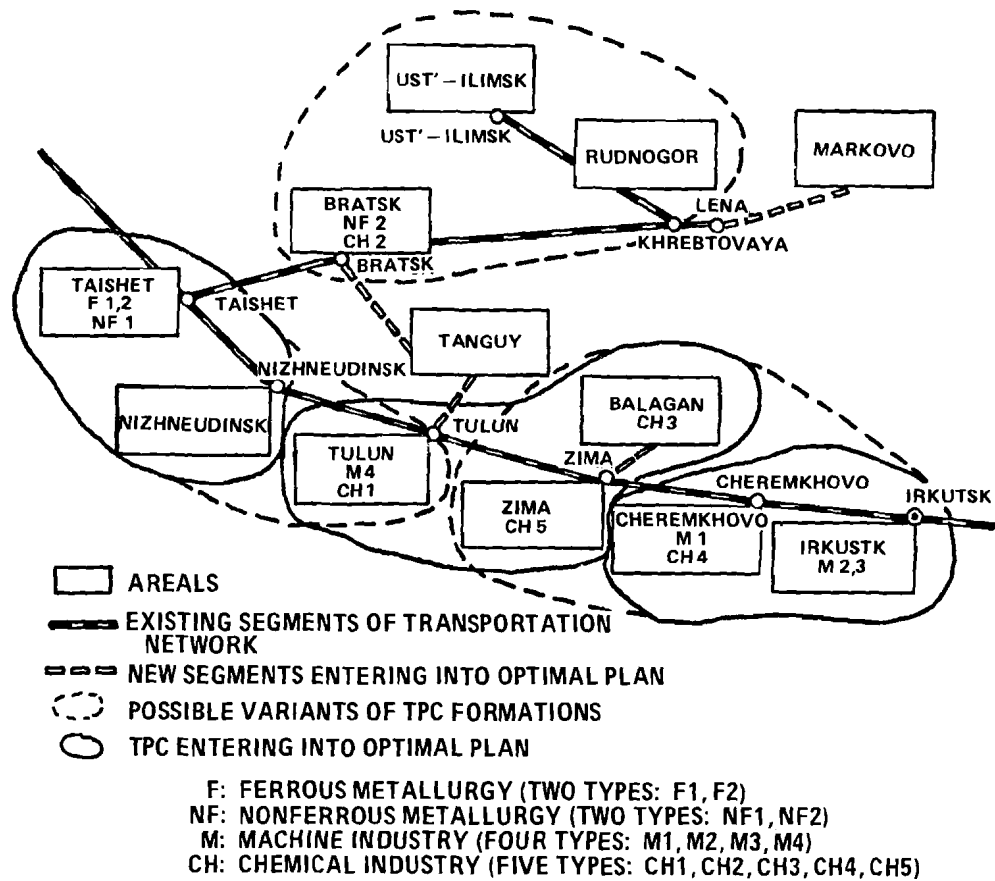 UST'-ILIMSK
UST'-ILIMSK
RUDNOGOR
MARKOVO
LENA
KHREBTOVAYA
BRATSK
NF 2
CH 2
BRATSK
TAISHET
F 1,2
NF 1
TAISHET
TANGUY
NIZHNEUDINSK
NIZHNEUDINSK
TULUN
TULUN
M 4
CH 1
BALAGAN
CH 3
ZIMA
ZIMA
CH 5
CHEREMKHOVO
CHEREMKHOVO
M 1
CH 4
IRKUTSK
IRKUSTK
M 2,3
AREALS
EXISTING SEGMENTS OF TRANSPORTATION
NETWORK
NEW SEGMENTS ENTERING INTO OPTIMAL PLAN
POSSIBLE VARIANTS OF TPC FORMATIONS
TPC ENTERING INTO OPTIMAL PLAN
F: FERROUS METALLURGY (TWO TYPES: F1, F2)
NF: NONFERROUS METALLURGY (TWO TYPES: NF1, NF2)
M: MACHINE INDUSTRY (FOUR TYPES: M1, M2, M3, M4)
CH: CHEMICAL INDUSTRY (FIVE TYPES: CH1, CH2, CH3, CH4, CH5)